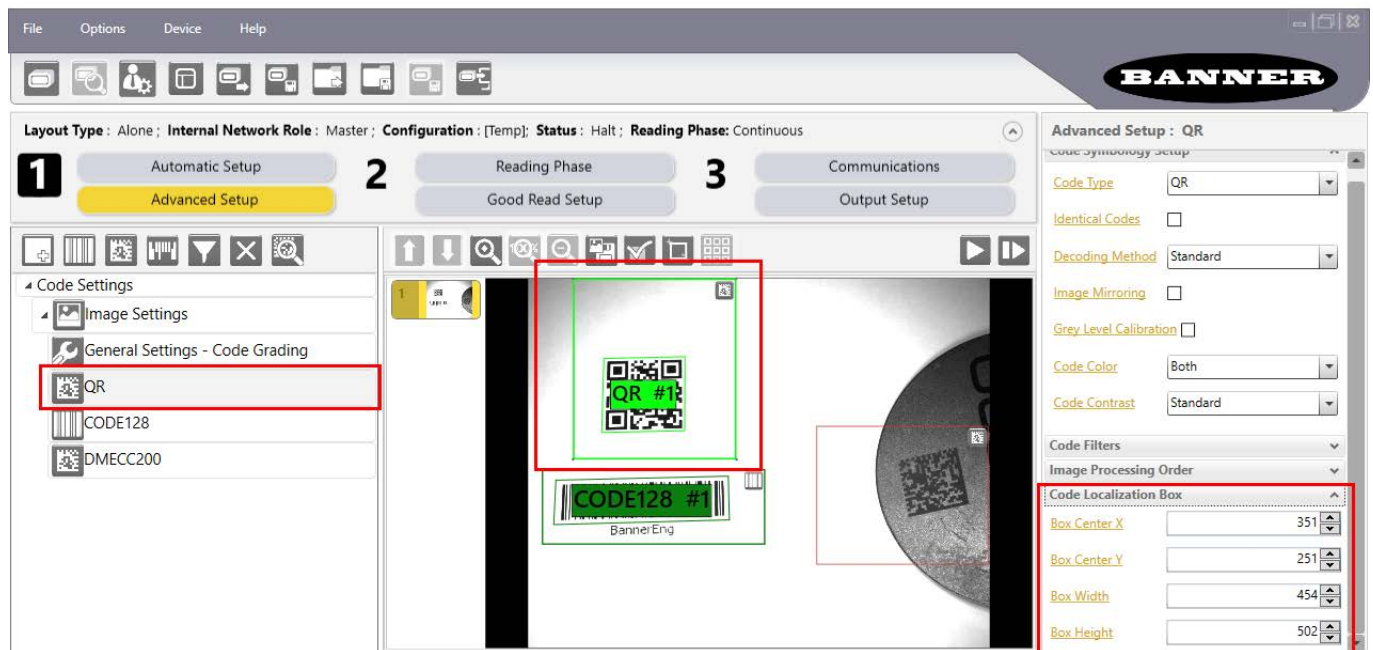 File Options Device Help
BANNER
Layout Type : Alone ; Internal Network Role : Master ; Configuration : [Temp]; Status : Halt ; Reading Phase: Continuous
1 Automatic Setup 2 Reading Phase 3 Communications
Advanced Setup Good Read Setup Output Setup
Code Settings
Image Settings
General Settings - Code Grading
QR
CODE128
DMECC200
1
QR #1
CODE128 #1
BannerEng
Advanced Setup : QR
Code Symbology Setup
Code Type QR
Identical Codes
Decoding Method Standard
Image Mirroring
Grey Level Calibration
Code Color Both
Code Contrast Standard
Code Filters
Image Processing Order
Code Localization Box
Box Center X 351
Box Center Y 251
Box Width 454
Box Height 502